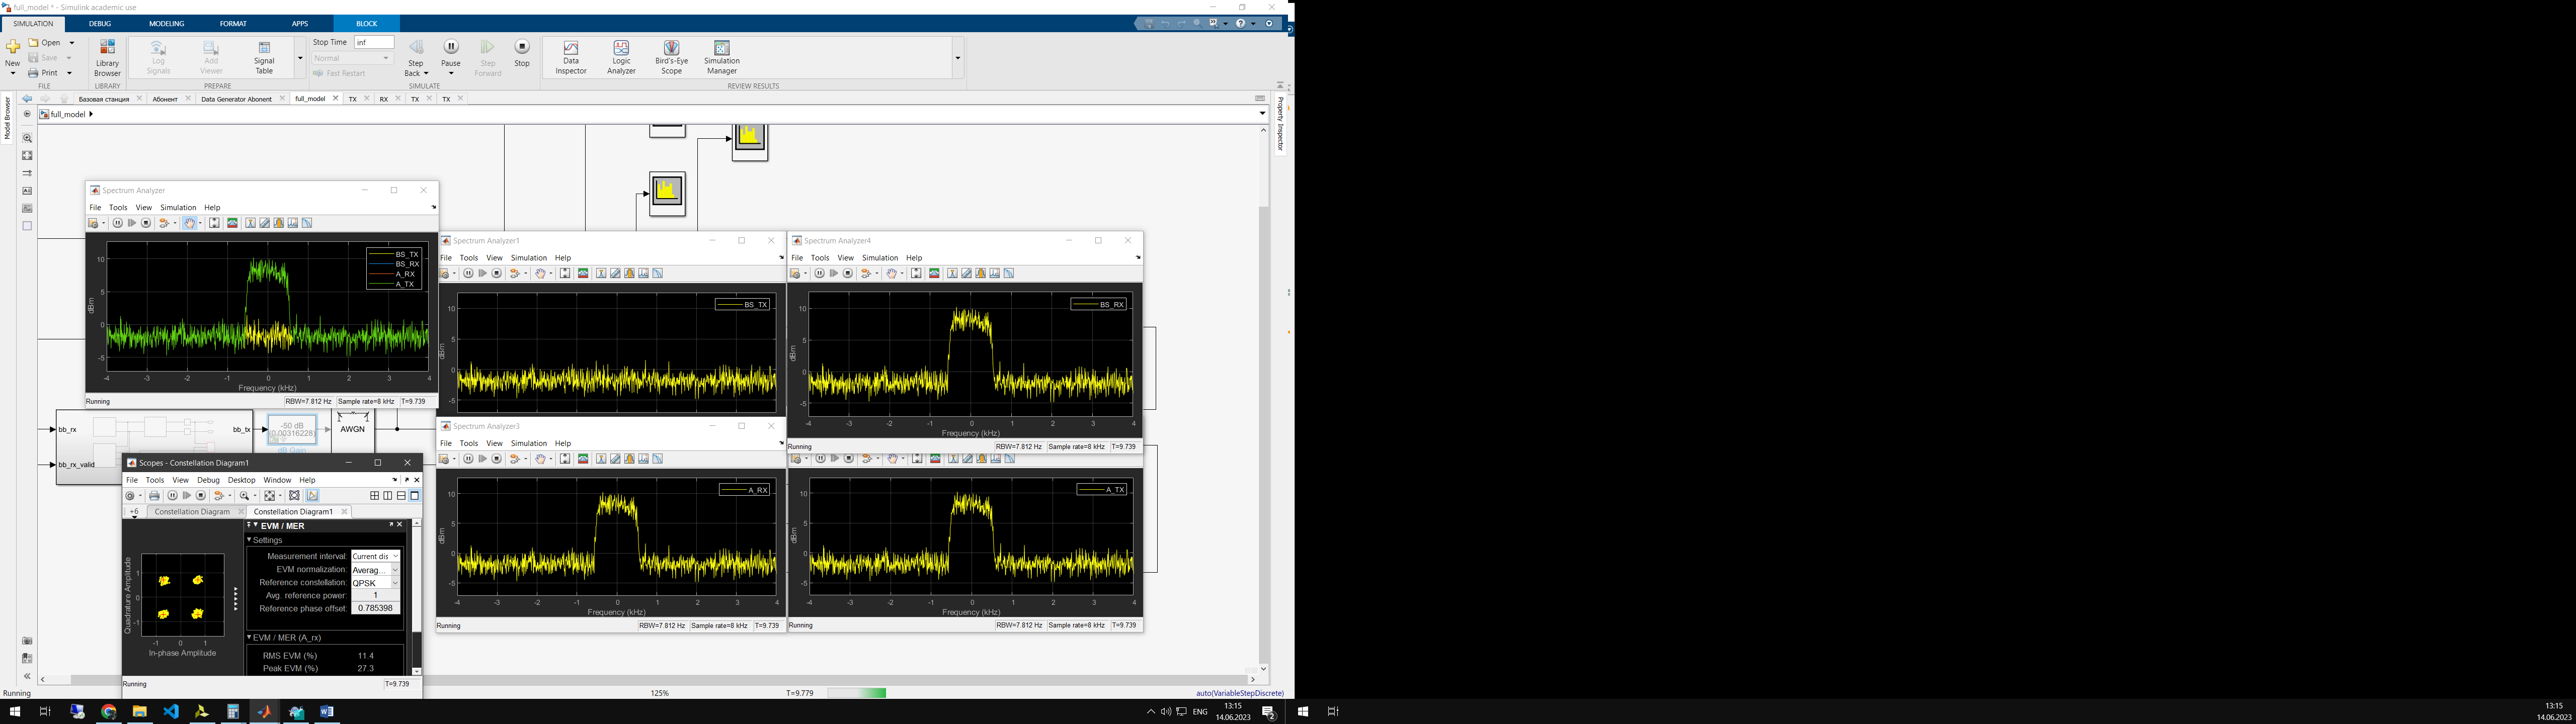 full_model * - Simulink academic use
SIMULATION DEBUG MODELING FORMAT APPS BLOCK
New
Open
Save
Print
FILE
Library Browser
LIBRARY
Log Signals
Add Viewer
Signal Table
PREPARE
Stop Time inf
Normal
Fast Restart
Step Back
Pause
Step Forward
Stop
SIMULATE
Data Inspector
Logic Analyzer
Bird's-Eye Scope
Simulation Manager
REVIEW RESULTS
Базовая станция Абонент Data Generator Abonent full_model TX RX TX TX
full_model
Model Browser
Property Inspector
Spectrum Analyzer
File Tools View Simulation Help
BS_TX
BS_RX
A_RX
A_TX
dBm
10
5
0
-5
-4 -3 -2 -1 0 1 2 3 4
Frequency (kHz)
Running RBW=7.812 Hz Sample rate=8 kHz T=9.739
Spectrum Analyzer1
File Tools View Simulation Help
BS_TX
dBm
10
5
0
-5
Spectrum Analyzer4
File Tools View Simulation Help
BS_RX
dBm
10
5
0
-5
-4 -3 -2 -1 0 1 2 3 4
Frequency (kHz)
Running RBW=7.812 Hz Sample rate=8 kHz T=9.739
Spectrum Analyzer3
File Tools View Simulation Help
A_RX
dBm
10
5
0
-5
-4 -3 -2 -1 0 1 2 3 4
Frequency (kHz)
Running RBW=7.812 Hz Sample rate=8 kHz T=9.739
A_TX
dBm
10
5
0
-5
-4 -3 -2 -1 0 1 2 3 4
Frequency (kHz)
Running RBW=7.812 Hz Sample rate=8 kHz T=9.739
bb_rx
bb_rx_valid
bb_tx
-50 dB
(0.00316228)
dB Gain
AWGN
Scopes - Constellation Diagram1
File Tools View Debug Desktop Window Help
+6 Constellation Diagram Constellation Diagram1
Quadrature Amplitude
1
0
-1
-1 0 1
In-phase Amplitude
EVM / MER
Settings
Measurement interval: Current dis
EVM normalization: Averag...
Reference constellation: QPSK
Avg. reference power: 1
Reference phase offset: 0.785398
EVM / MER (A_rx)
RMS EVM (%) 11.4
Peak EVM (%) 27.3
Running T=9.739
Running 125% T=9.779 auto(VariableStepDiscrete)
ENG
13:15
14.06.2023
2
13:15
14.06.2023